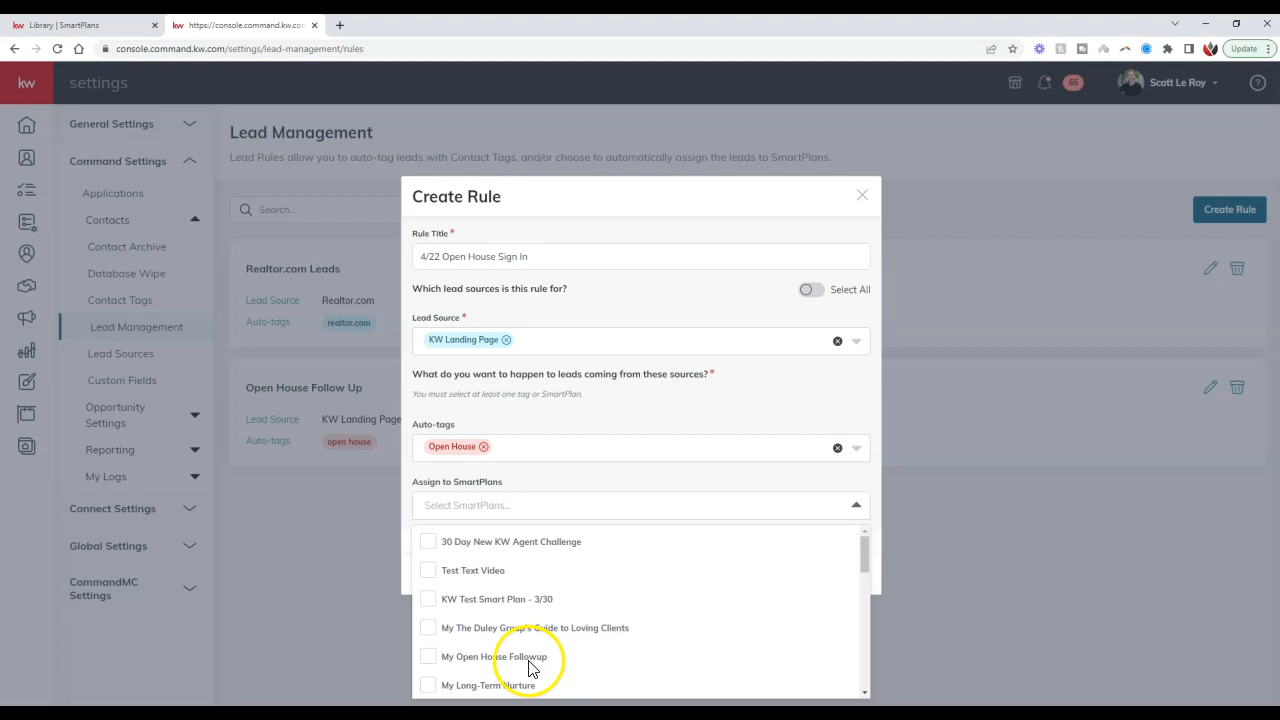 kw Library | SmartPlans
kw https://console.command.kw.com
console.command.kw.com/settings/lead-management/rules
Update
kw settings
66
Scott Le Roy
General Settings
Command Settings
Applications
Contacts
Contact Archive
Database Wipe
Contact Tags
Lead Management
Lead Sources
Custom Fields
Opportunity
Settings
Reporting
My Logs
Connect Settings
Global Settings
CommandMC
Settings
Lead Management
Lead Rules allow you to auto-tag leads with Contact Tags, and/or choose to automatically assign the leads to SmartPlans.
Search...
Create Rule
Realtor.com Leads
Lead Source Realtor.com
Auto-tags realtor.com
Open House Follow Up
Lead Source KW Landing Page
Auto-tags open house
Create Rule
Rule Title*
4/22 Open House Sign In
Which lead sources is this rule for?
Select All
Lead Source *
KW Landing Page
What do you want to happen to leads coming from these sources?*
You must select at least one tag or SmartPlan.
Auto-tags
Open House
Assign to SmartPlans
Select SmartPlans...
30 Day New KW Agent Challenge
Test Text Video
KW Test Smart Plan - 3/30
My The Duley Group's Guide to Loving Clients
My Open House Followup
My Long-Term Nurture